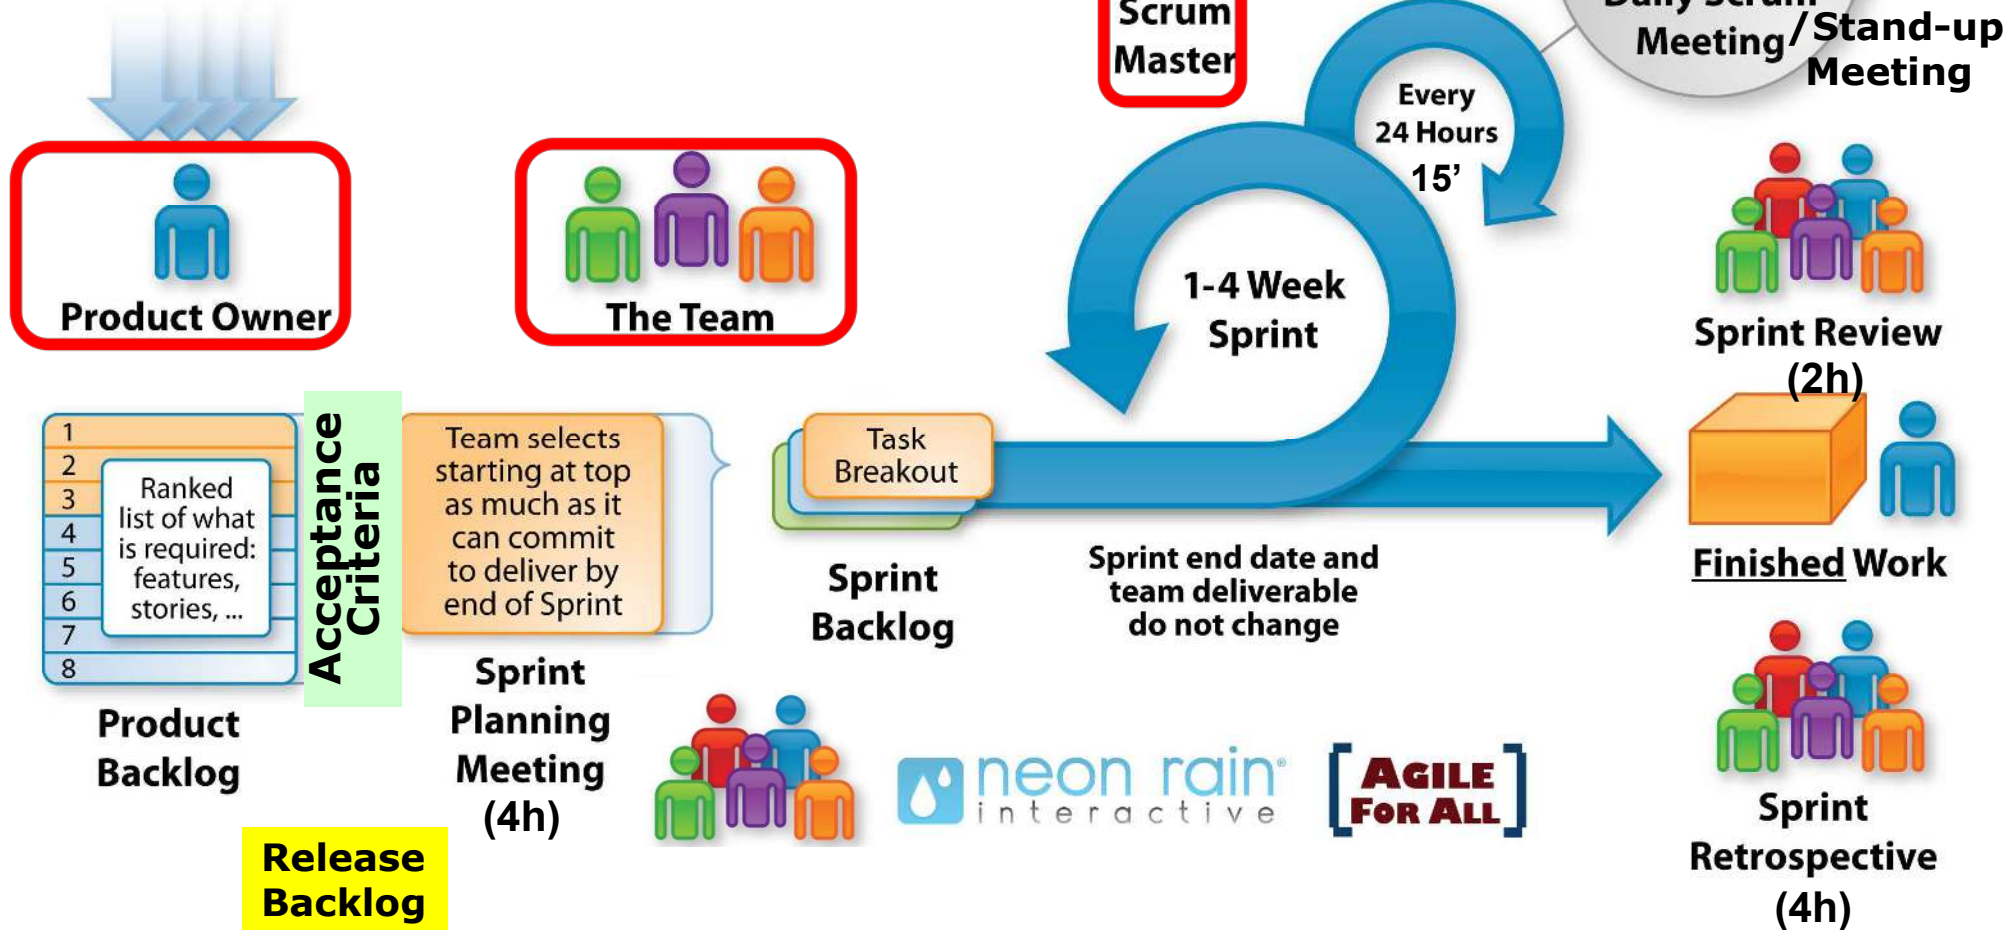 Scrum
Master
Daily Scrum
Meeting
/Stand-up
Meeting
Every
24 Hours
15’
Product Owner
The Team
1-4 Week
Sprint
Sprint Review
(2h)
1
2
3
4
5
6
7
8
Ranked
list of what
is required:
features,
stories, ...
Acceptance
Criteria
Team selects
starting at top
as much as it
can commit
to deliver by
end of Sprint
Task
Breakout
Sprint
Backlog
Sprint end date and
team deliverable
do not change
Finished Work
Product
Backlog
Sprint
Planning
Meeting
(4h)
neon rain®
interactive
AGILE
FOR ALL
Sprint
Retrospective
(4h)
Release
Backlog